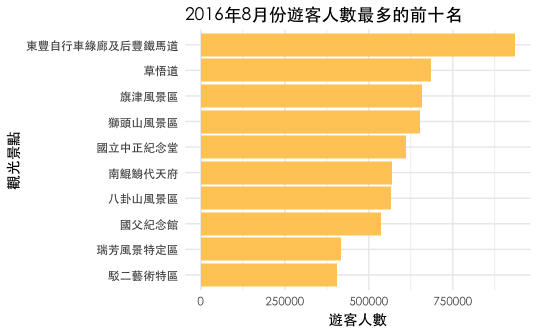 2016年8月份遊客人數最多的前十名
觀光景點
東豐自行車綠廊及后豐鐵馬道
草悟道
旗津風景區
獅頭山風景區
國立中正紀念堂
南鯤鯓代天府
八卦山風景區
國父紀念館
瑞芳風景特定區
駁二藝術特區
0 250000 500000 750000
遊客人數